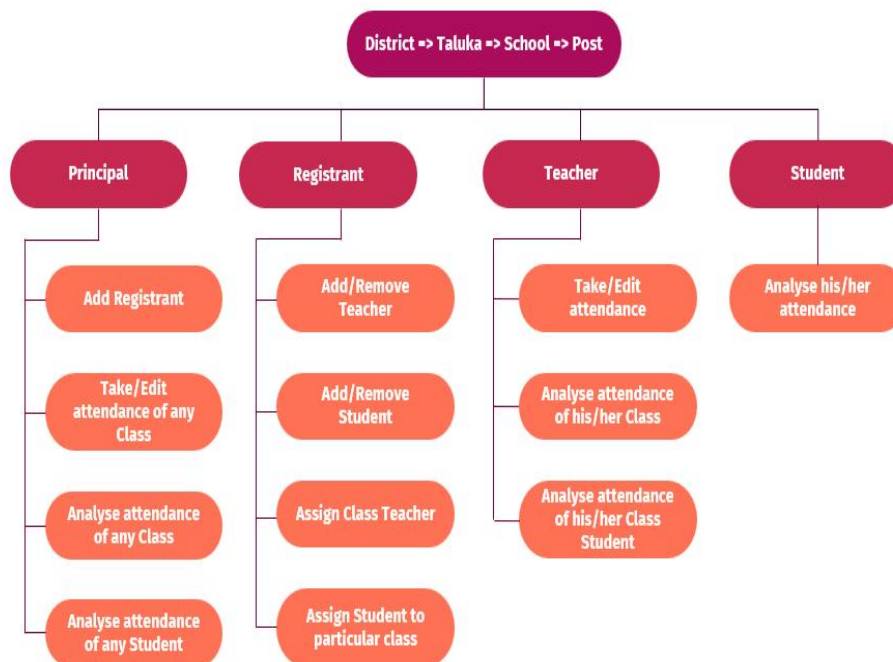 District => Taluka => School => Post
Principal
Registrant
Teacher
Student
Add Registrant
Take/Edit
attendance of any
Class
Analyse attendance
of any Class
Analyse attendance
of any Student
Add/Remove
Teacher
Add/Remove
Student
Assign Class Teacher
Assign Student to
particular class
Take/Edit
attendance
Analyse attendance
of his/her Class
Analyse attendance
of his/her Class
Student
Analyse his/her
attendance